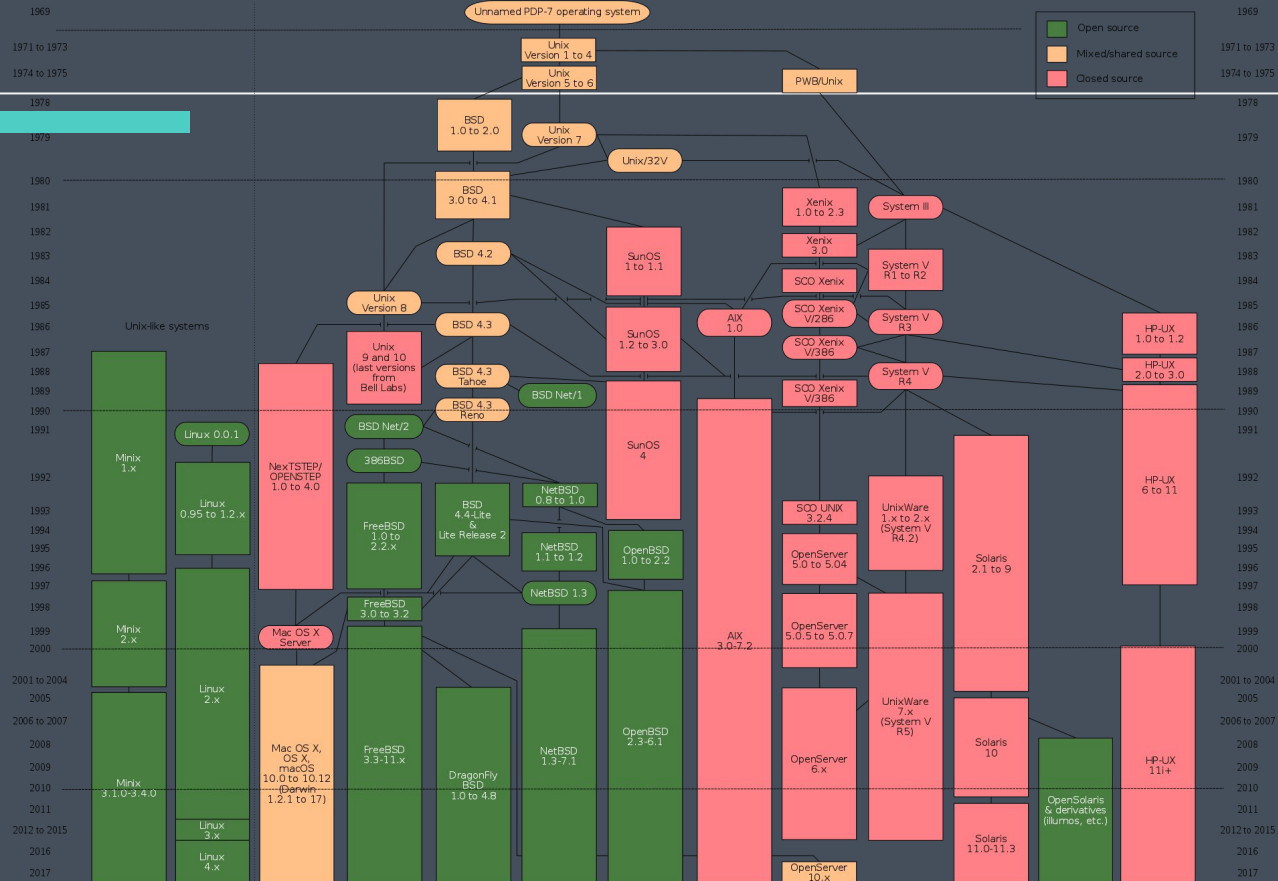 1969
Unnamed PDP-7 operating system
1969
Open source
Mixed/shared source
Closed source
1971 to 1973
Unix
Version 1 to 4
1971 to 1973
1974 to 1975
Unix
Version 5 to 6
PWB/Unix
1974 to 1975
1978
BSD
1.0 to 2.0
1978
1979
Unix
Version 7
1979
Unix/32V
1980
1980
BSD
3.0 to 4.1
Xenix
1.0 to 2.3
System III
1981
1981
1982
1982
Xenix
3.0
BSD 4.2
SunOS
1 to 1.1
System V
R1 to R2
1983
1983
SCO Xenix
1984
1984
Unix
Version 8
1985
1985
SCO Xenix
V/286
AIX
1.0
System V
R3
BSD 4.3
Unix-like systems
1986
1986
HP-UX
1.0 to 1.2
SunOS
1.2 to 3.0
SCO Xenix
V/386
Unix
9 and 10
(last versions
from
Bell Labs)
1987
1987
HP-UX
2.0 to 3.0
BSD 4.3
Tahoe
System V
R4
1988
1988
1989
1989
SCO Xenix
V/386
BSD Net/1
BSD 4.3
Reno
1990
1990
BSD Net/2
Linux 0.0.1
1991
1991
Minix
1.x
386BSD
SunOS
4
NexTSTEP/
OPENSTEP
1.0 to 4.0
1992
1992
HP-UX
6 to 11
Linux
0.95 to 1.2.x
NetBSD
0.8 to 1.0
BSD
4.4-Lite
&
Lite Release 2
SCO UNIX
3.2.4
UnixWare
1.x to 2.x
(System V
R4.2)
1993
1993
FreeBSD
1.0 to
2.2.x
1994
1994
NetBSD
1.1 to 1.2
OpenBSD
1.0 to 2.2
OpenServer
5.0 to 5.04
1995
1995
Solaris
2.1 to 9
1996
1996
1997
1997
NetBSD 1.3
FreeBSD
3.0 to 3.2
1998
1998
Minix
2.x
Mac OS X
Server
AIX
3.0-7.2
OpenServer
5.0.5 to 5.0.7
1999
1999
2000
2000
2001 to 2004
2001 to 2004
Linux
2.x
2005
2005
UnixWare
7.x
(System V
R5)
2006 to 2007
2006 to 2007
OpenBSD
2.3-6.1
Solaris
10
Mac OS X,
OS X,
macOS
10.0 to 10.12
(Darwin
1.2.1 to 17)
FreeBSD
3.3-11.x
NetBSD
1.3-7.1
OpenServer
6.x
2008
2008
HP-UX
11i+
2009
2009
Minix
3.1.0-3.4.0
DragonFly
BSD
1.0 to 4.8
2010
2010
OpenSolaris
& derivatives
(illumos, etc.)
2011
2011
Linux
3.x
2012 to 2015
2012 to 2015
Solaris
11.0-11.3
2016
2016
Linux
4.x
OpenServer
10.x
2017
2017